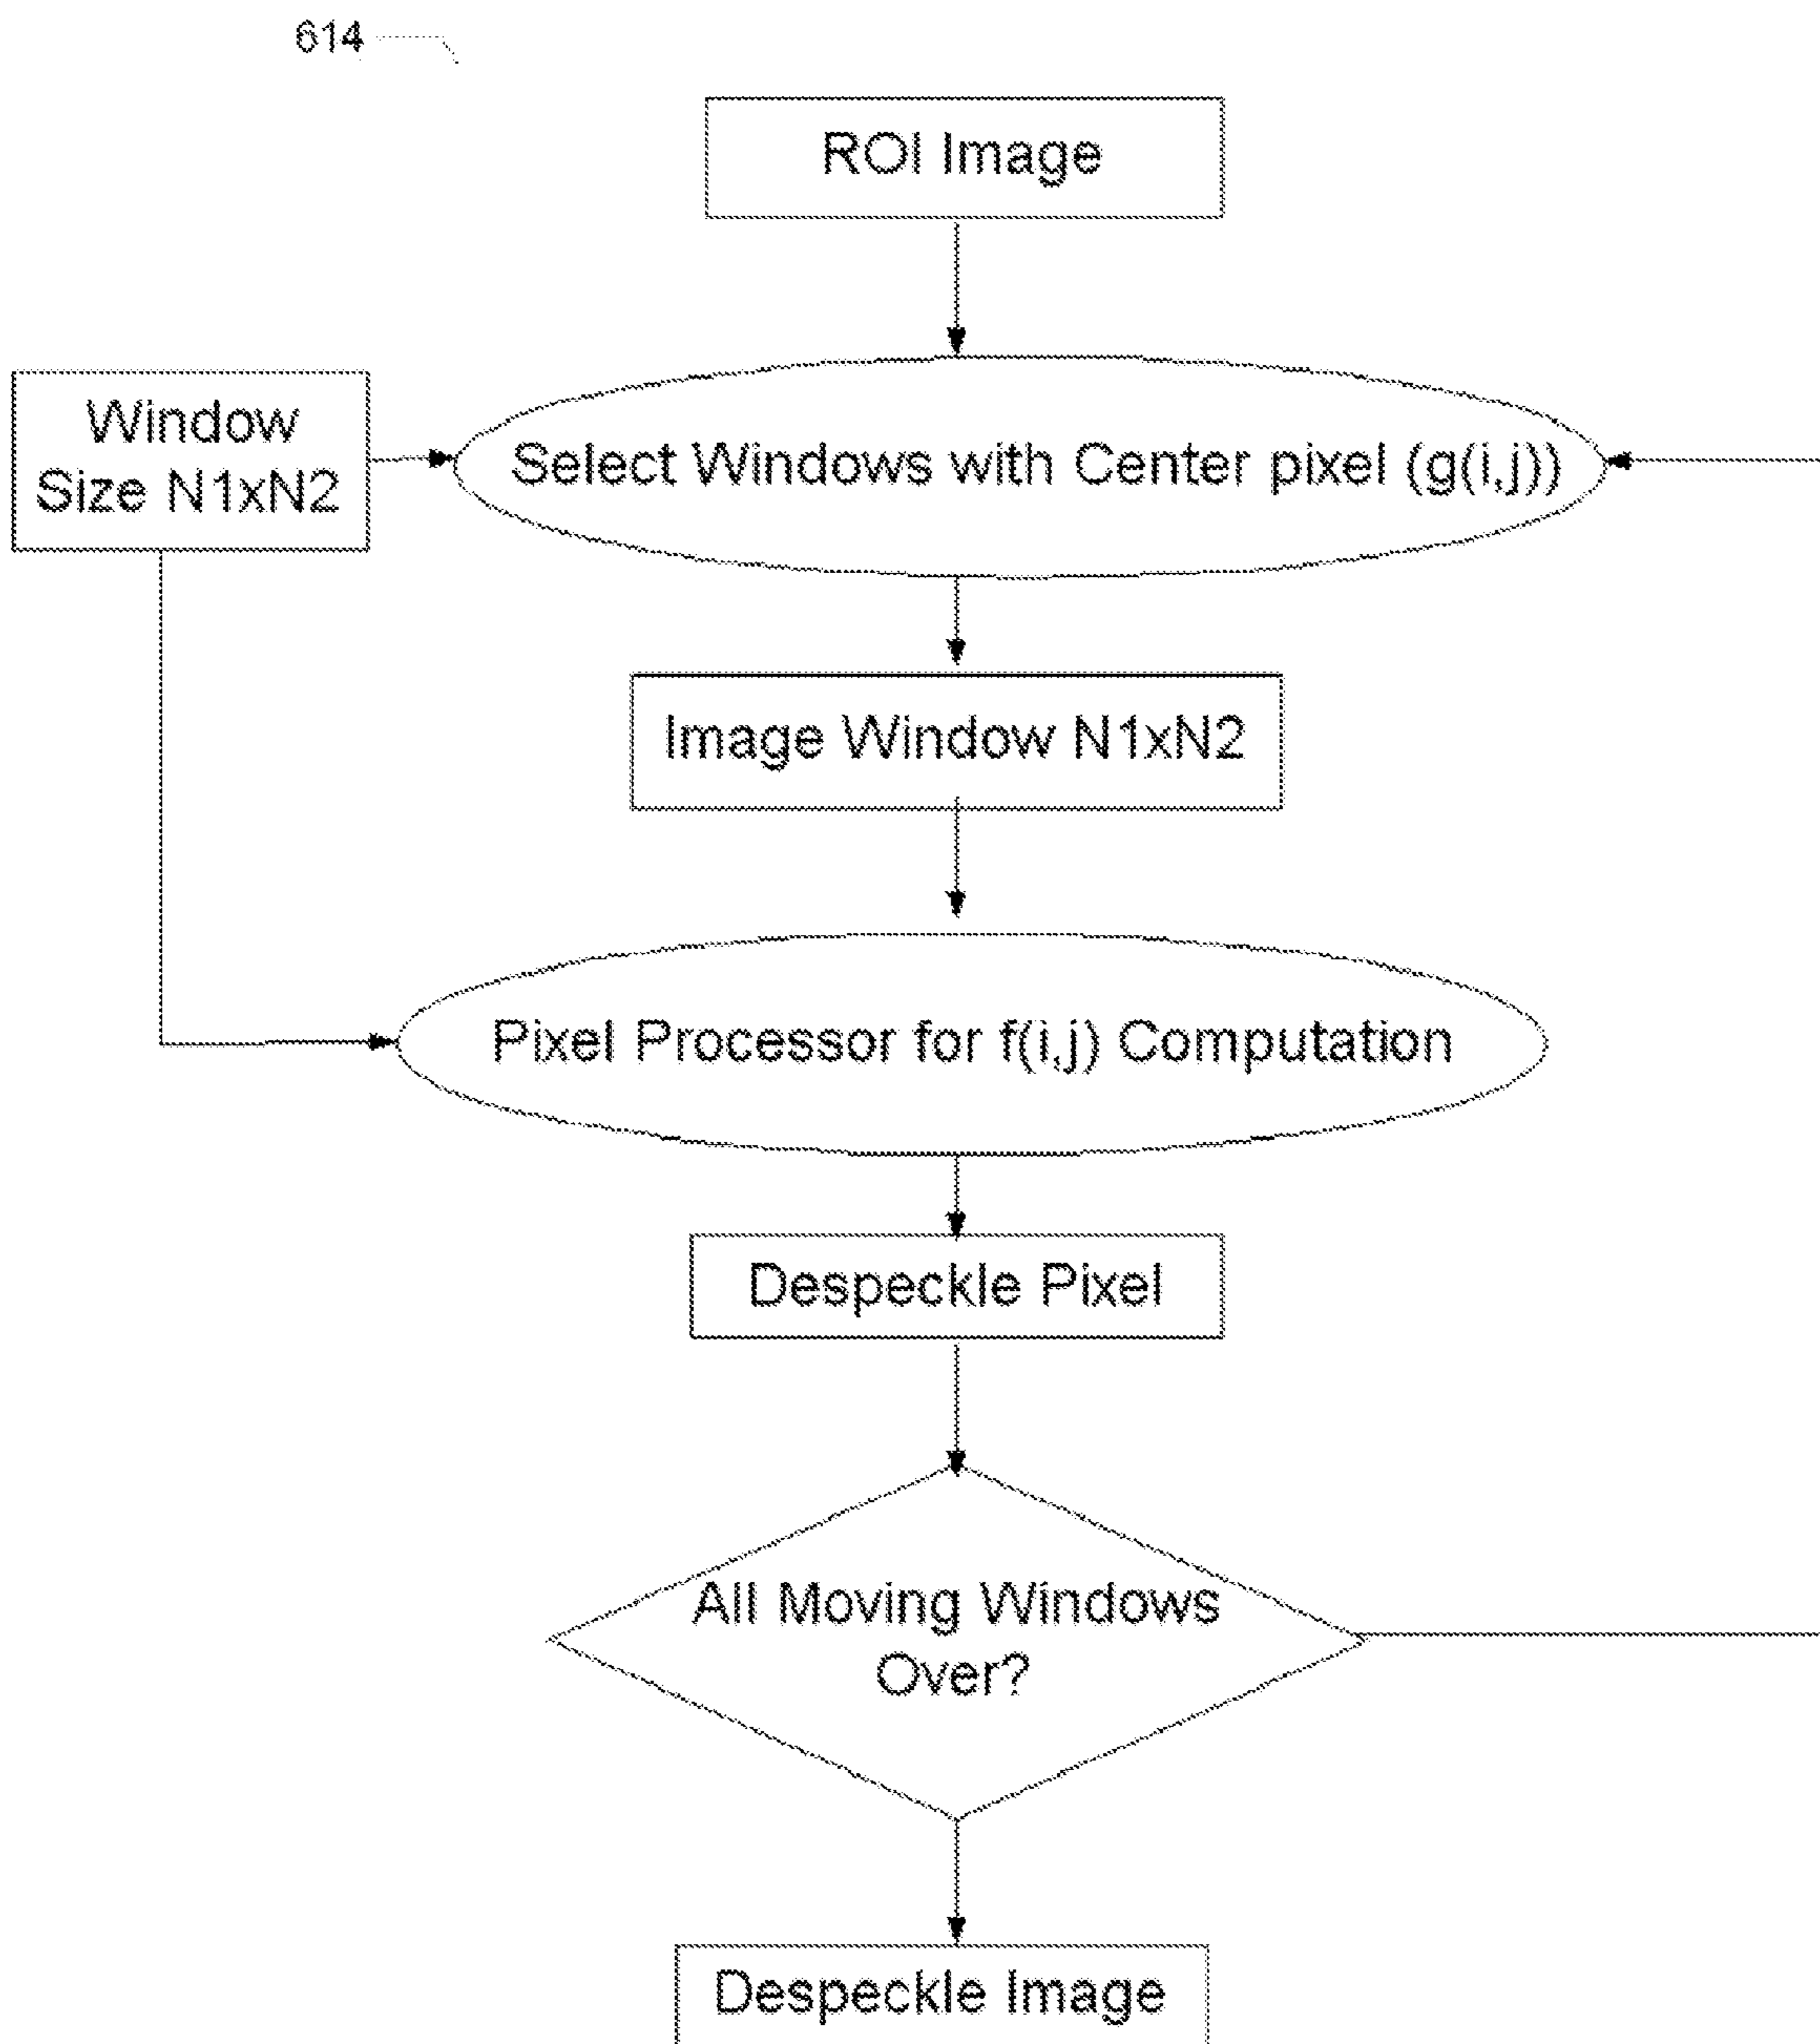 614
ROI Image
Window
Size N1xN2
Select Windows with Center pixel (g(i,j))
Image Window N1xN2
Pixel Processor for f(i,j) Computation
Despeckle Pixel
All Moving Windows
Over?
Despeckle Image